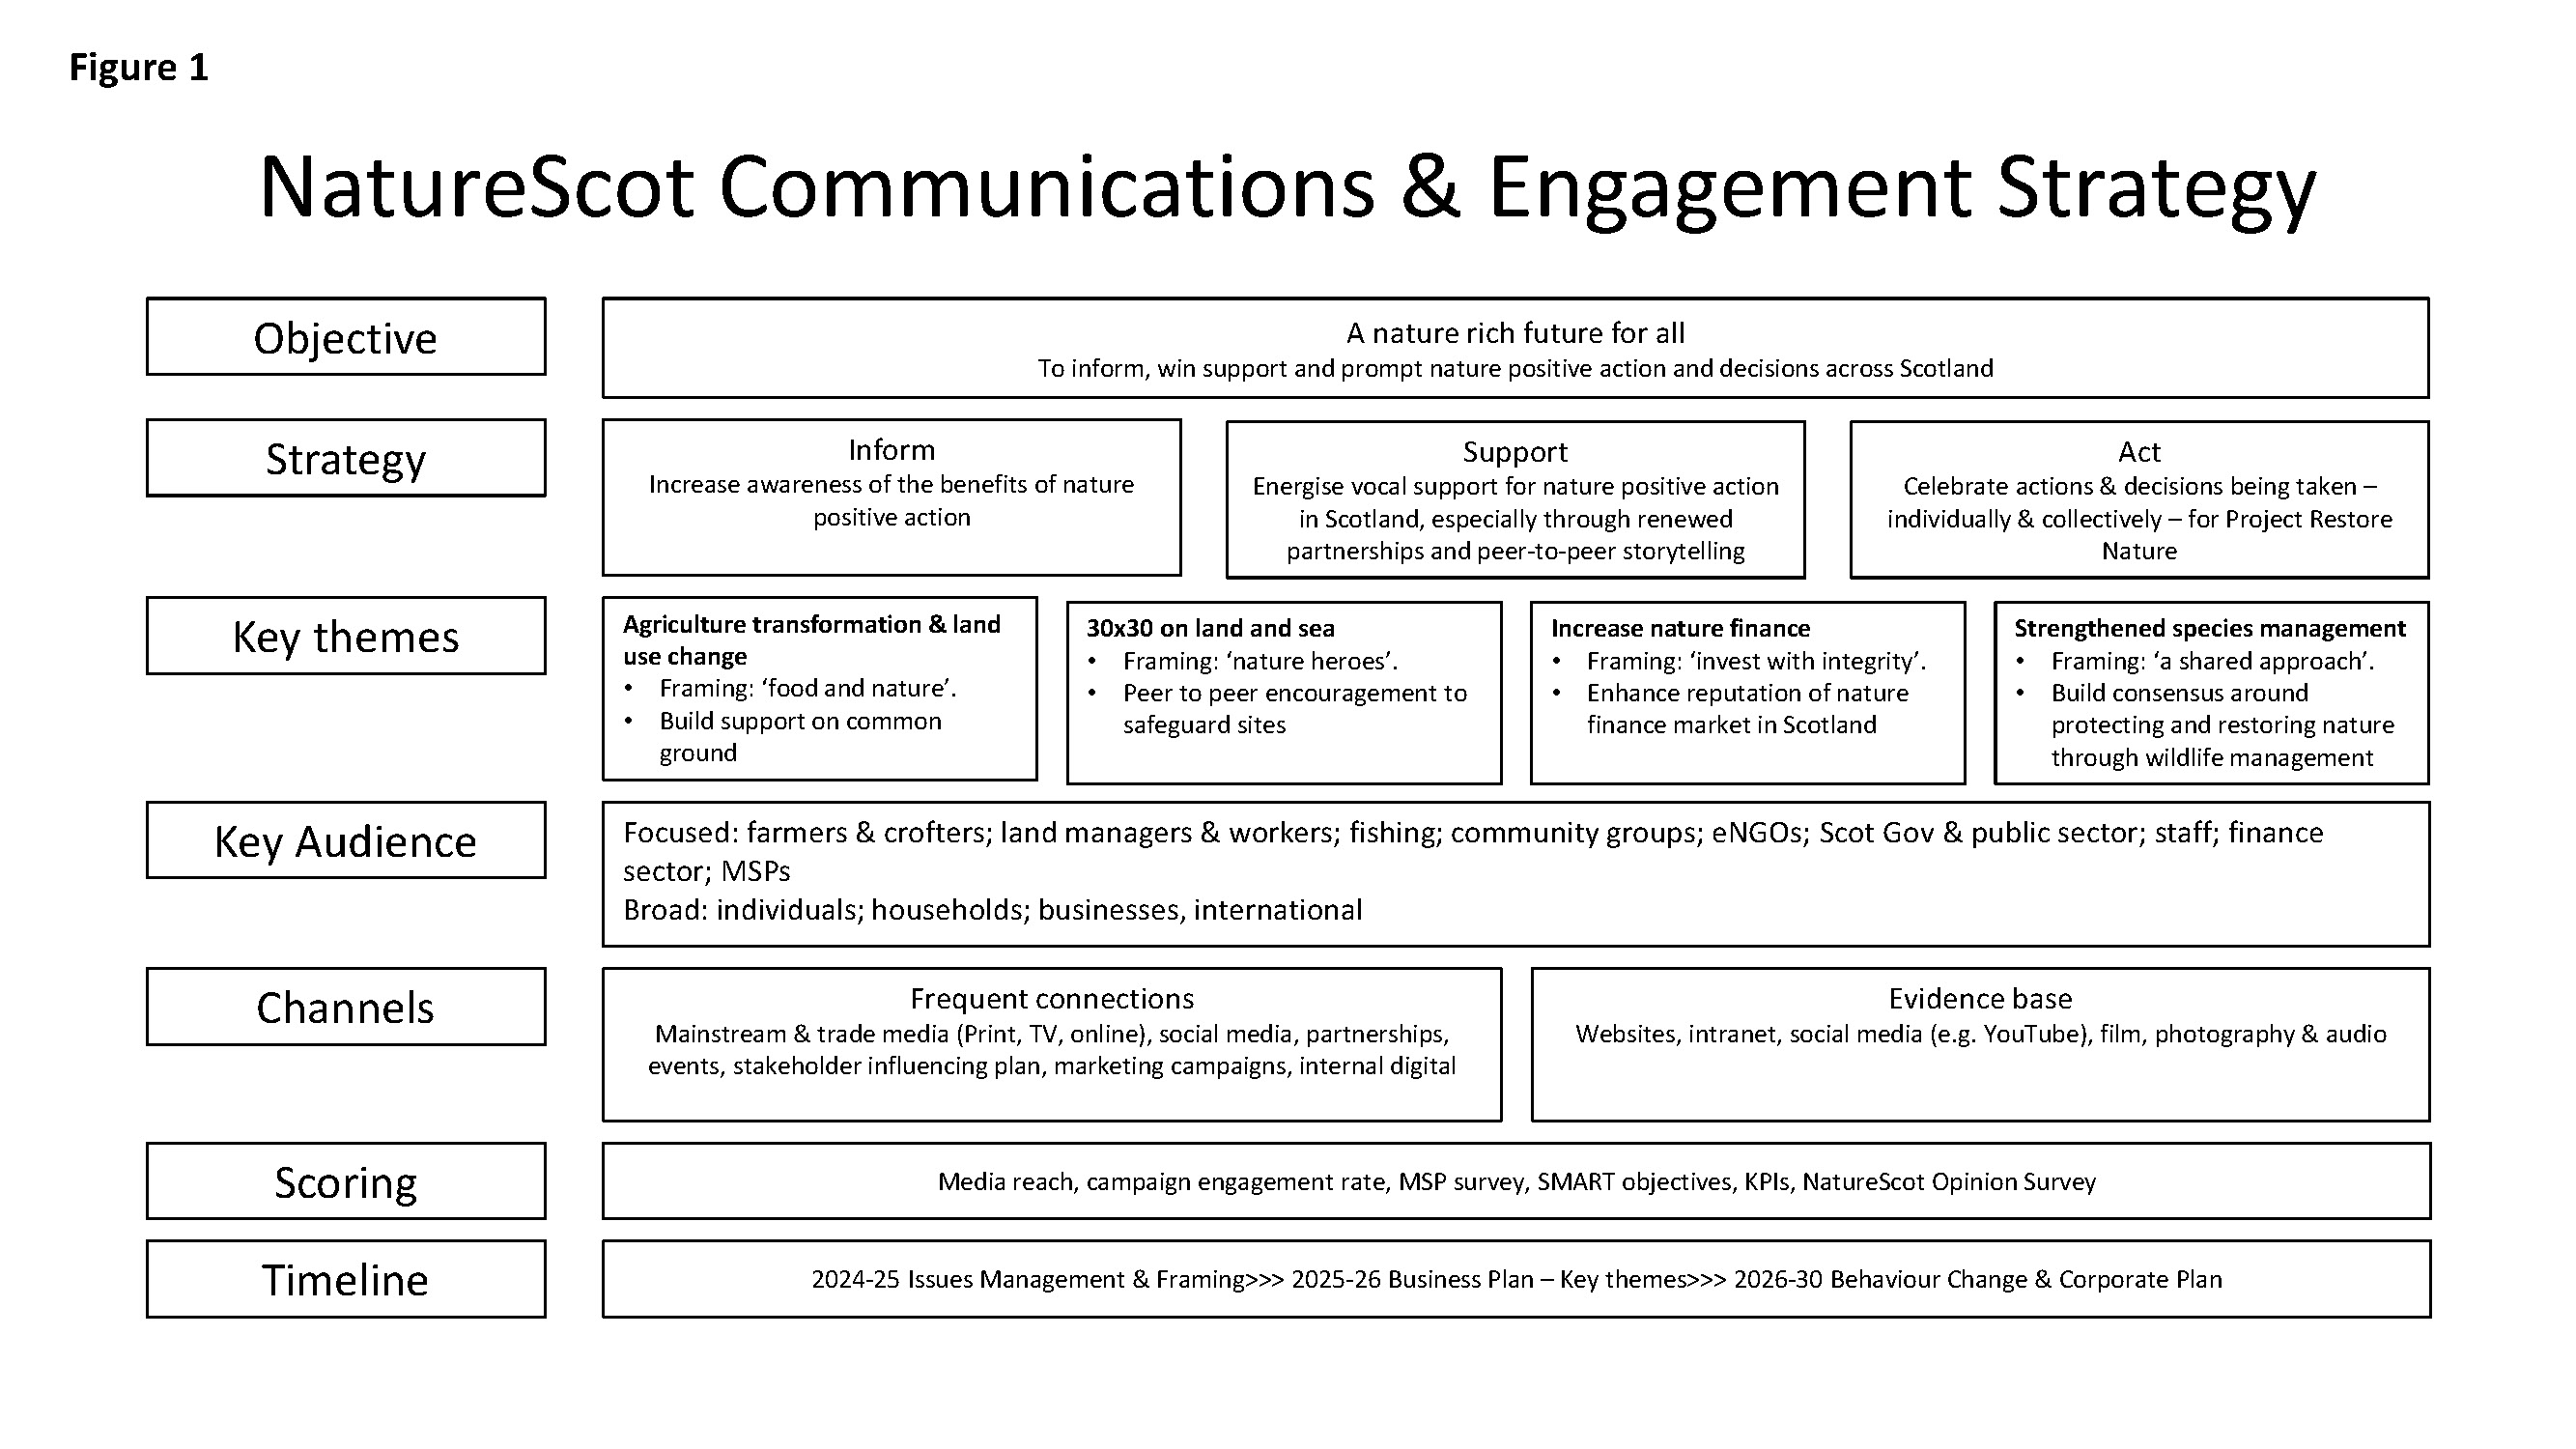 Figure 1
NatureScot Communications & Engagement Strategy
Objective
A nature rich future for all
To inform, win support and prompt nature positive action and decisions across Scotland
Strategy
Inform
Increase awareness of the benefits of nature
positive action
Support
Energise vocal support for nature positive action
in Scotland, especially through renewed
partnerships and peer-to-peer storytelling
Act
Celebrate actions & decisions being taken –
individually & collectively – for Project Restore
Nature
Key themes
Agriculture transformation & land
use change
• Framing: ‘food and nature’.
• Build support on common
ground
30x30 on land and sea
• Framing: ‘nature heroes’.
• Peer to peer encouragement to
safeguard sites
Increase nature finance
• Framing: ‘invest with integrity’.
• Enhance reputation of nature
finance market in Scotland
Strengthened species management
• Framing: ‘a shared approach’.
• Build consensus around
protecting and restoring nature
through wildlife management
Key Audience
Focused: farmers & crofters; land managers & workers; fishing; community groups; eNGOs; Scot Gov & public sector; staff; finance
sector; MSPs
Broad: individuals; households; businesses, international
Channels
Frequent connections
Mainstream & trade media (Print, TV, online), social media, partnerships,
events, stakeholder influencing plan, marketing campaigns, internal digital
Evidence base
Websites, intranet, social media (e.g. YouTube), film, photography & audio
Scoring
Media reach, campaign engagement rate, MSP survey, SMART objectives, KPIs, NatureScot Opinion Survey
Timeline
2024-25 Issues Management & Framing>>> 2025-26 Business Plan – Key themes>>> 2026-30 Behaviour Change & Corporate Plan